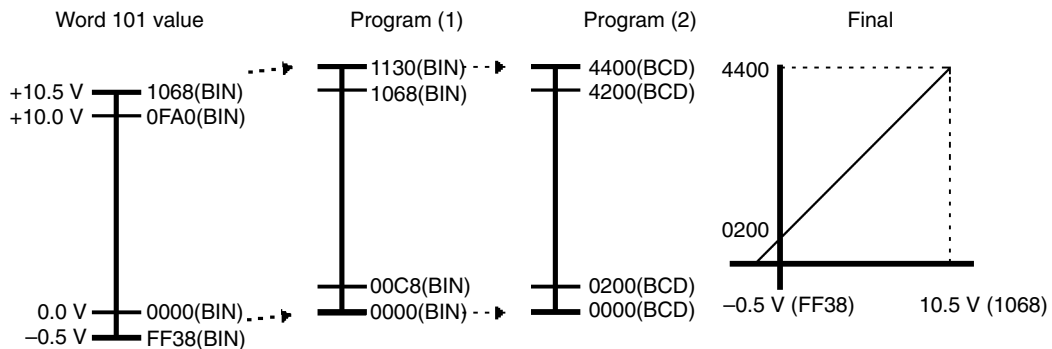 Word 101 value Program (1) Program (2) Final
+10.5 V 1068(BIN)
+10.0 V 0FA0(BIN)
0.0 V 0000(BIN)
−0.5 V FF38(BIN)
1130(BIN)
1068(BIN)
00C8(BIN)
0000(BIN)
4400(BCD)
4200(BCD)
0200(BCD)
0000(BCD)
4400
0200
−0.5 V (FF38) 10.5 V (1068)